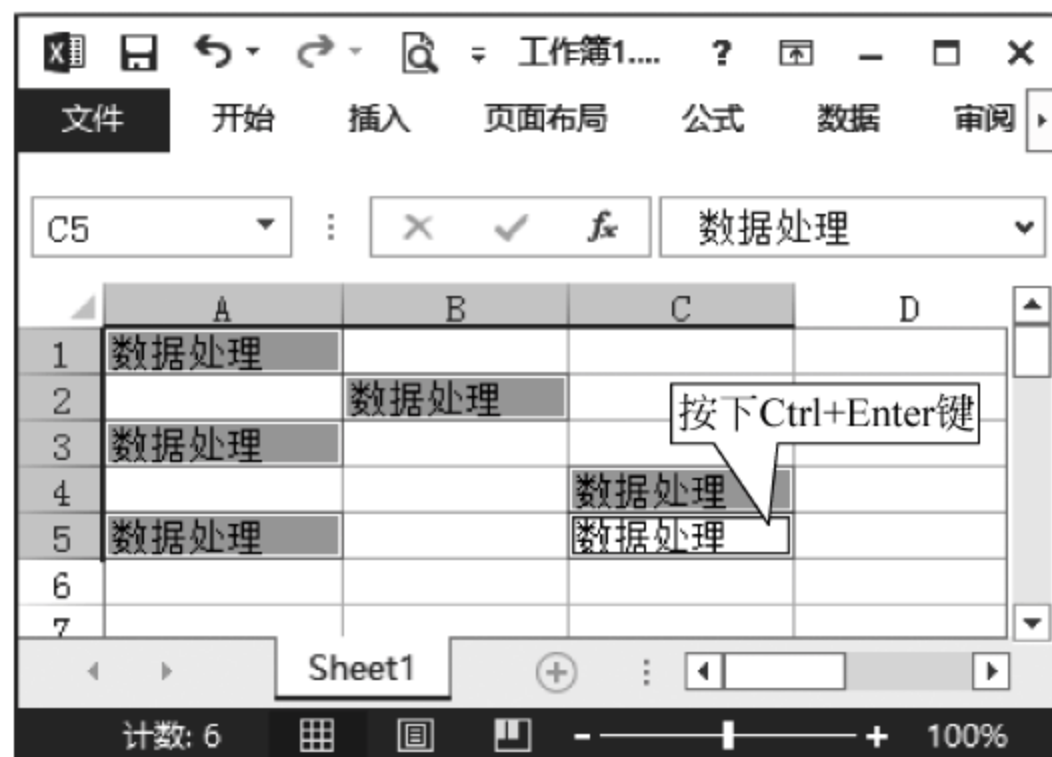 工作簿1.... ?
文件 开始 插入 页面布局 公式 数据 审阅
C5 fx 数据处理
A B C D
1 数据处理
2 数据处理
按下Ctrl+Enter键
3 数据处理
4 数据处理
5 数据处理 数据处理
6
7
Sheet1
计数: 6 100%